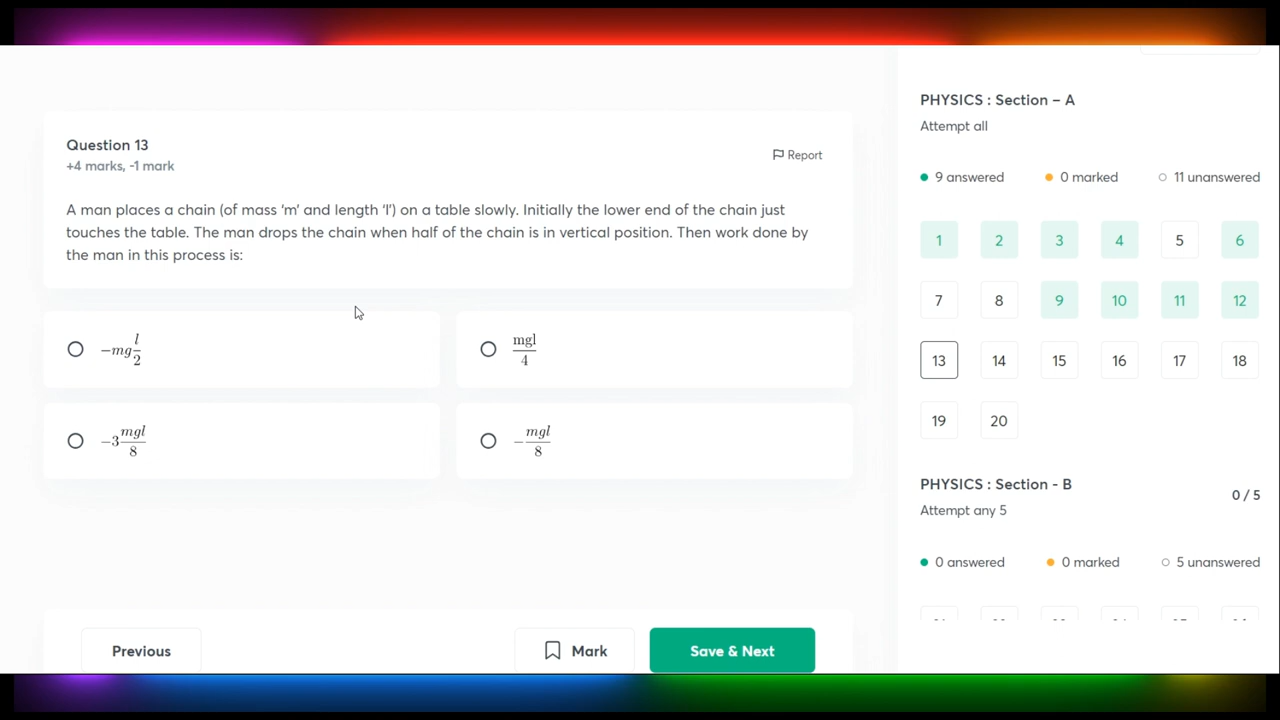 Question 13
+4 marks, -1 mark
Report
A man places a chain (of mass 'm' and length 'l') on a table slowly. Initially the lower end of the chain just
touches the table. The man drops the chain when half of the chain is in vertical position. Then work done by
the man in this process is:
−mg l/2
mgl/4
−3 mgl/8
− mgl/8
Previous
Mark
Save & Next
PHYSICS : Section – A
Attempt all
9 answered
0 marked
11 unanswered
1 2 3 4 5 6
7 8 9 10 11 12
13 14 15 16 17 18
19 20
PHYSICS : Section - B
0 / 5
Attempt any 5
0 answered
0 marked
5 unanswered